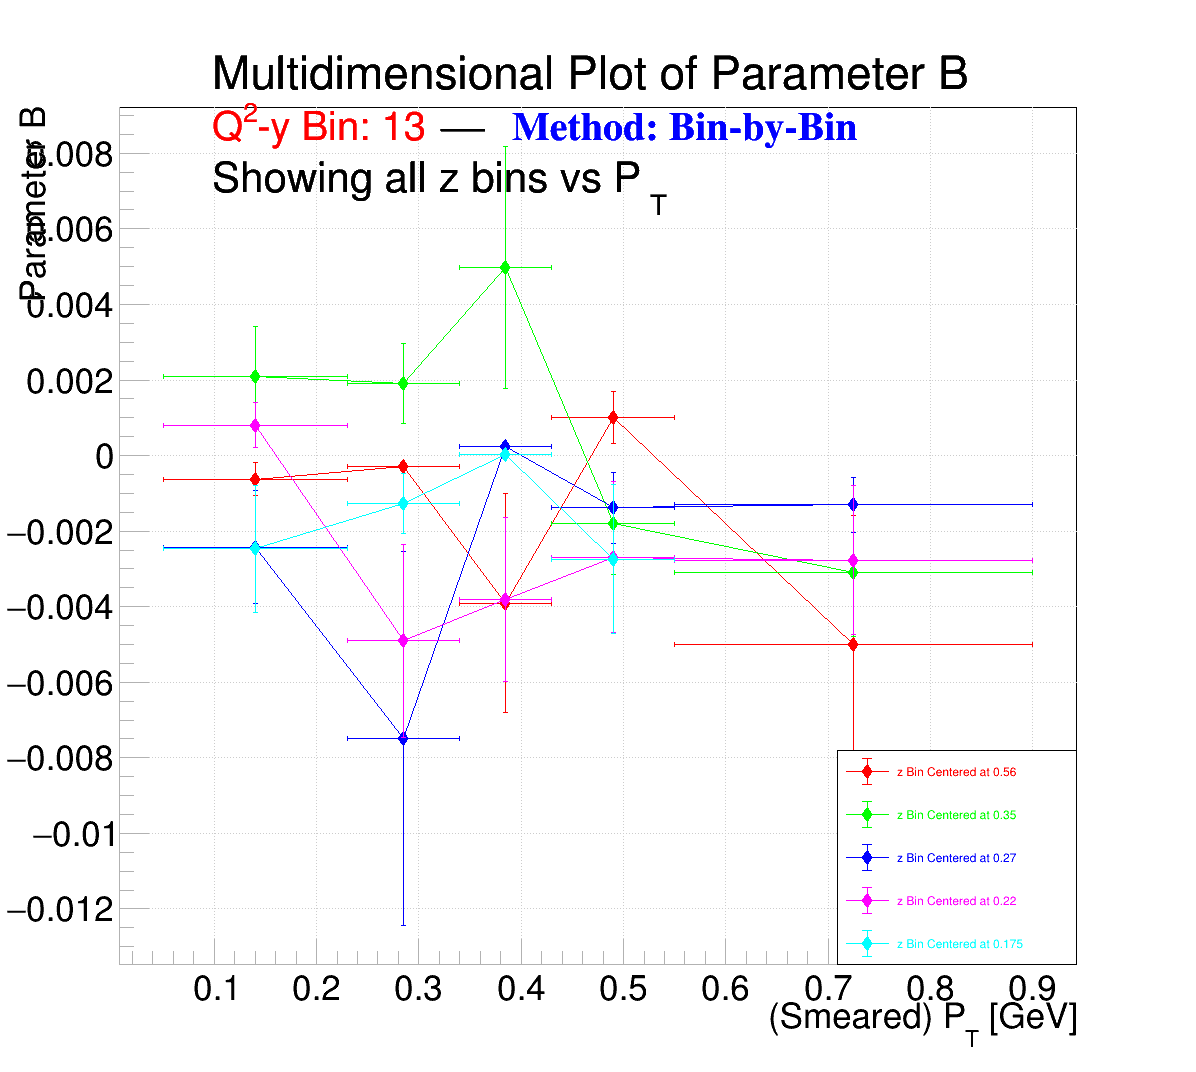 Multidimensional Plot of Parameter B
Q²-y Bin: 13 — Method: Bin-by-Bin
Showing all z bins vs P_T
Parameter B
0.008
0.006
0.004
0.002
0
−0.002
−0.004
−0.006
−0.008
−0.01
−0.012
z Bin Centered at 0.56
z Bin Centered at 0.35
z Bin Centered at 0.27
z Bin Centered at 0.22
z Bin Centered at 0.175
0.1 0.2 0.3 0.4 0.5 0.6 0.7 0.8 0.9
(Smeared) P_T [GeV]